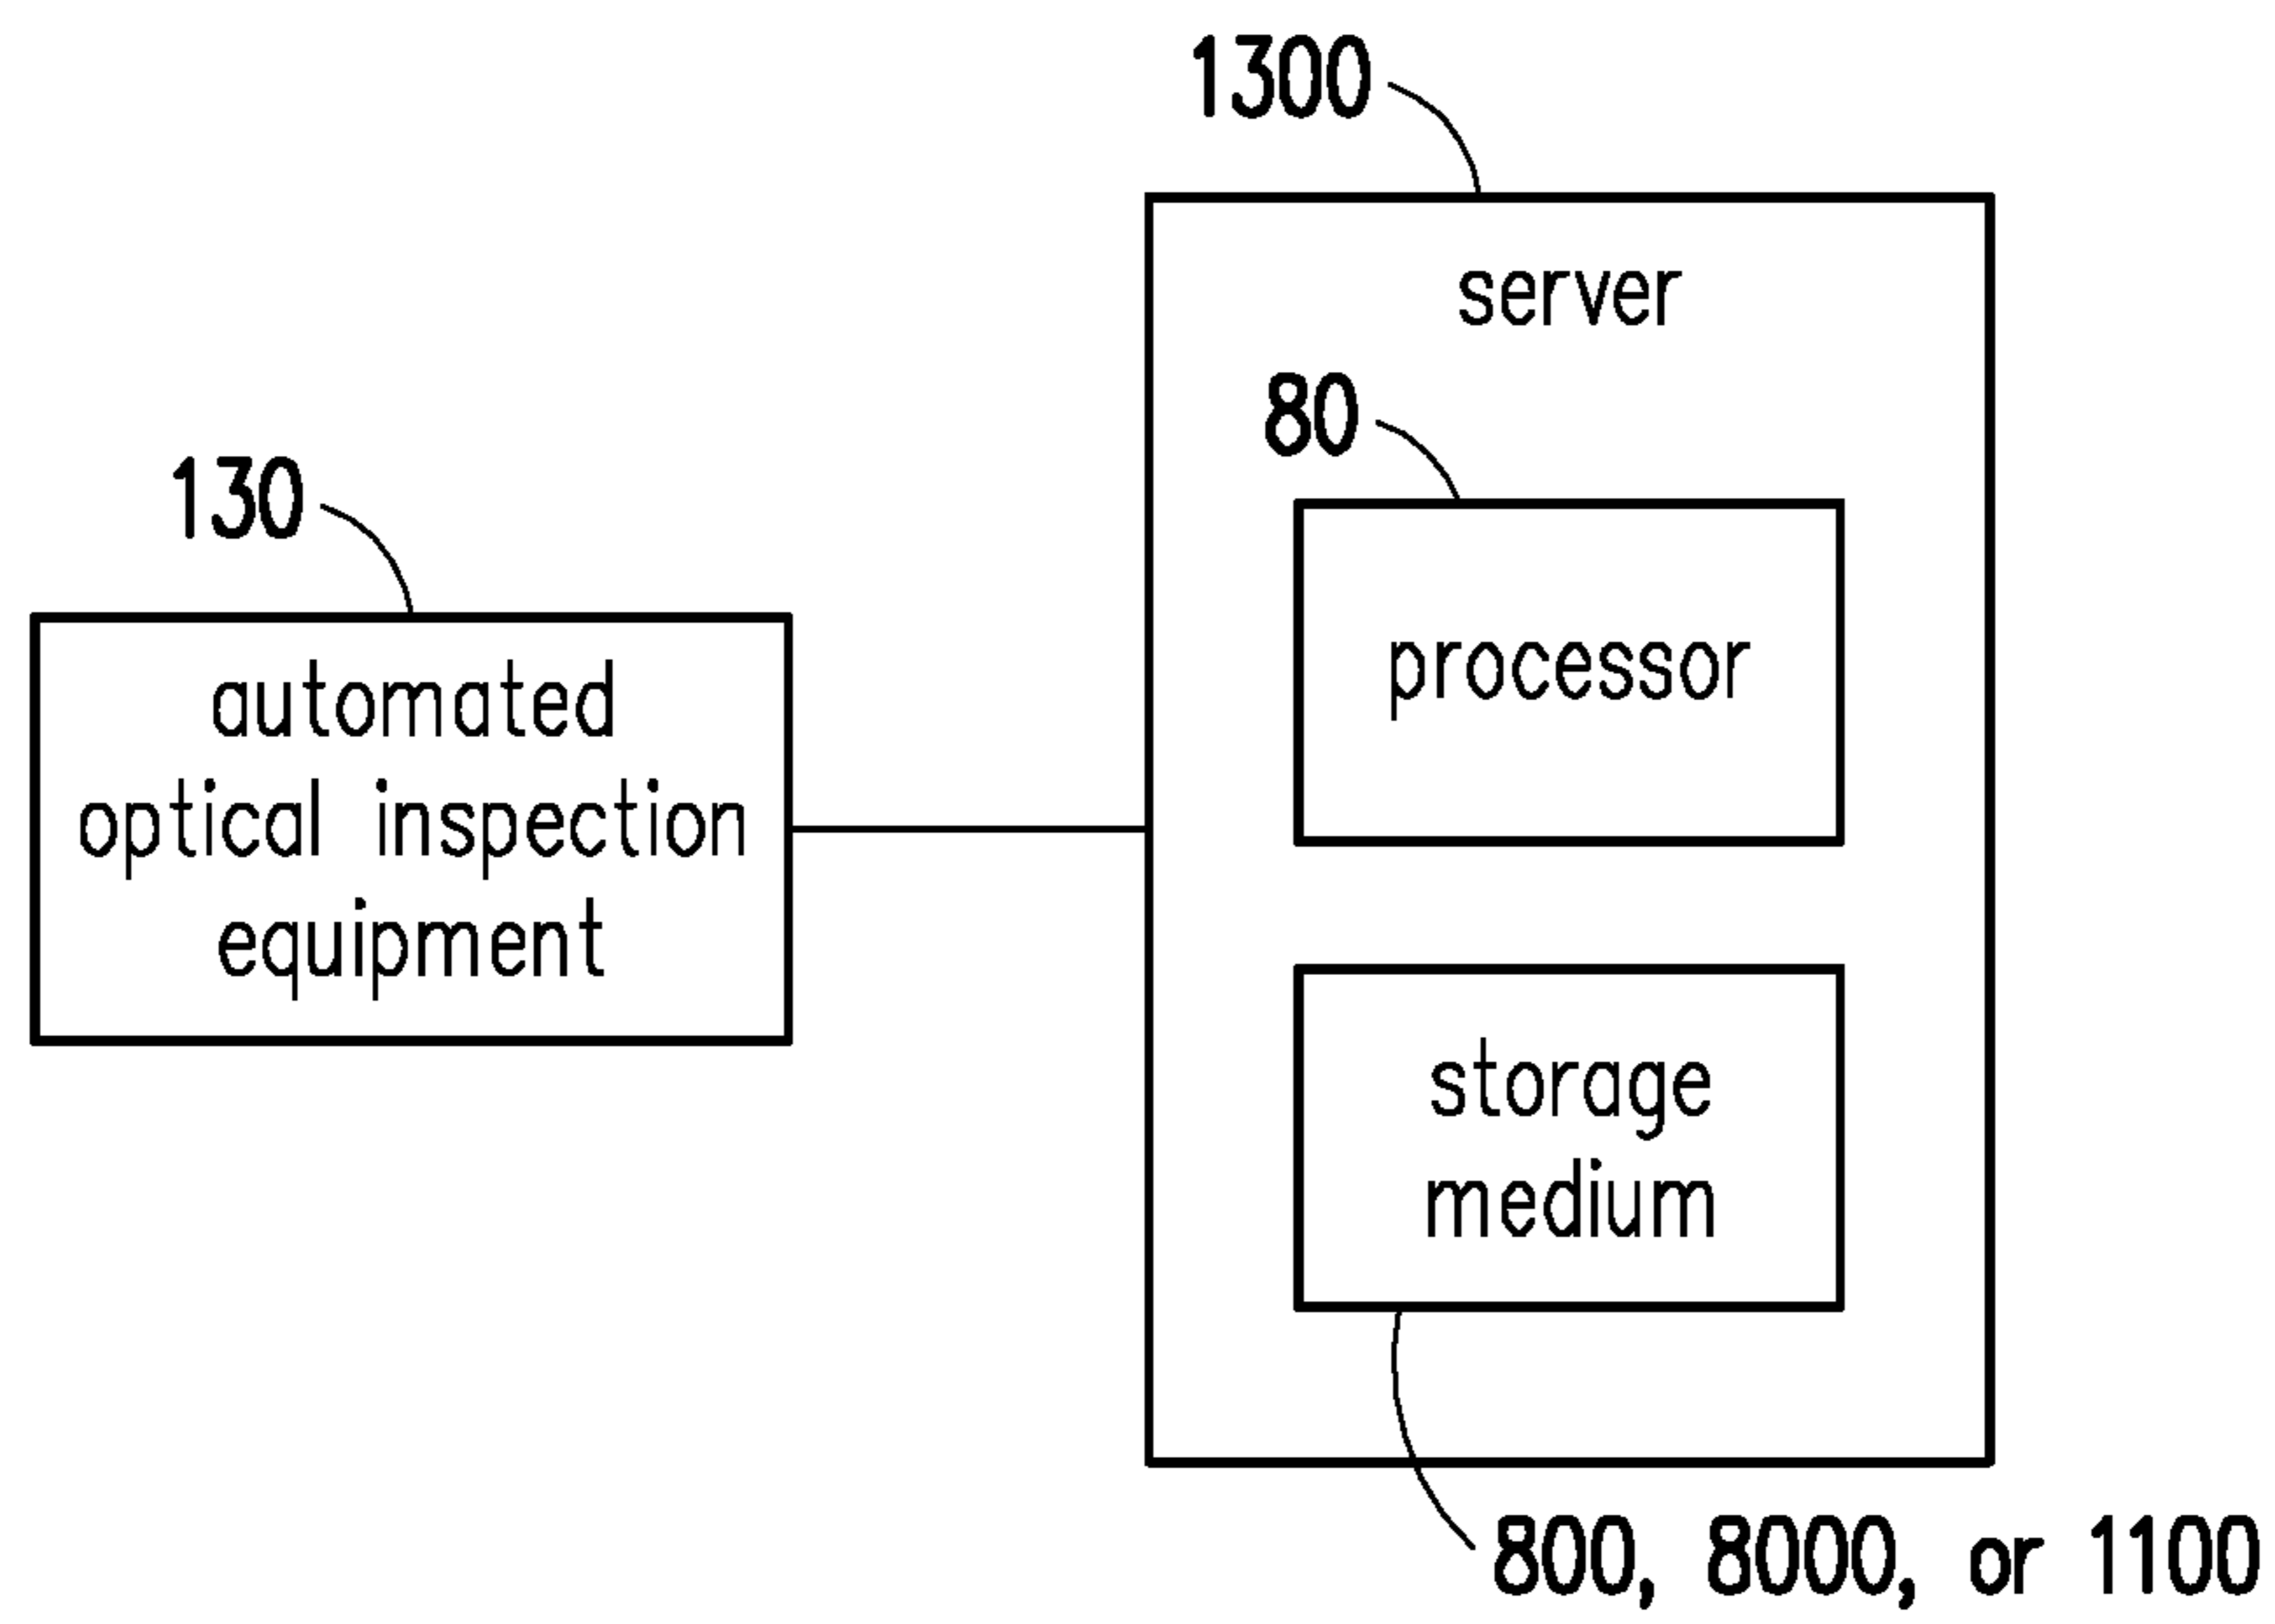 1300
server
80
processor
130
automated
optical inspection
equipment
storage
medium
800, 8000, or 1100